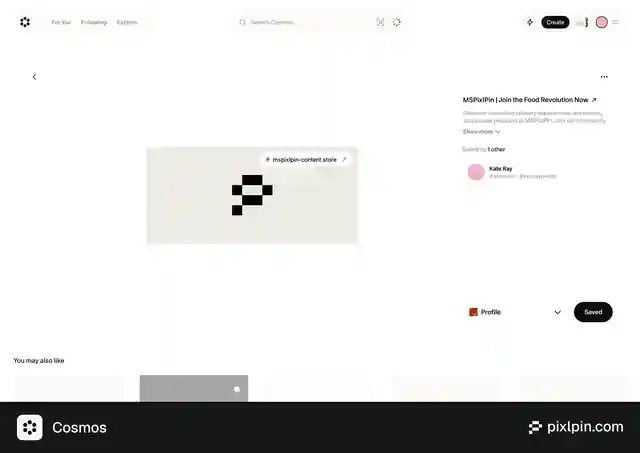 For You Following Explore
Search Cosmos...
Create
MSPixlPin | Join the Food Revolution Now
Show more
Saved by 1 other
Kate Ray
mspixlpin-content.store
Profile
Saved
You may also like
Cosmos
pixlpin.com